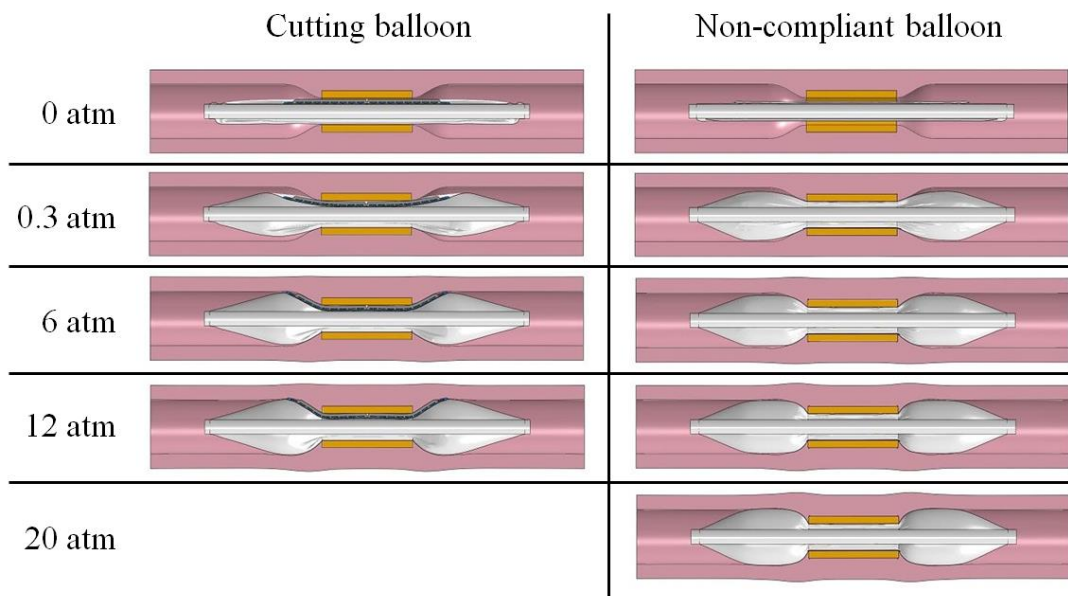 Cutting balloon
Non-compliant balloon
0 atm
0.3 atm
6 atm
12 atm
20 atm